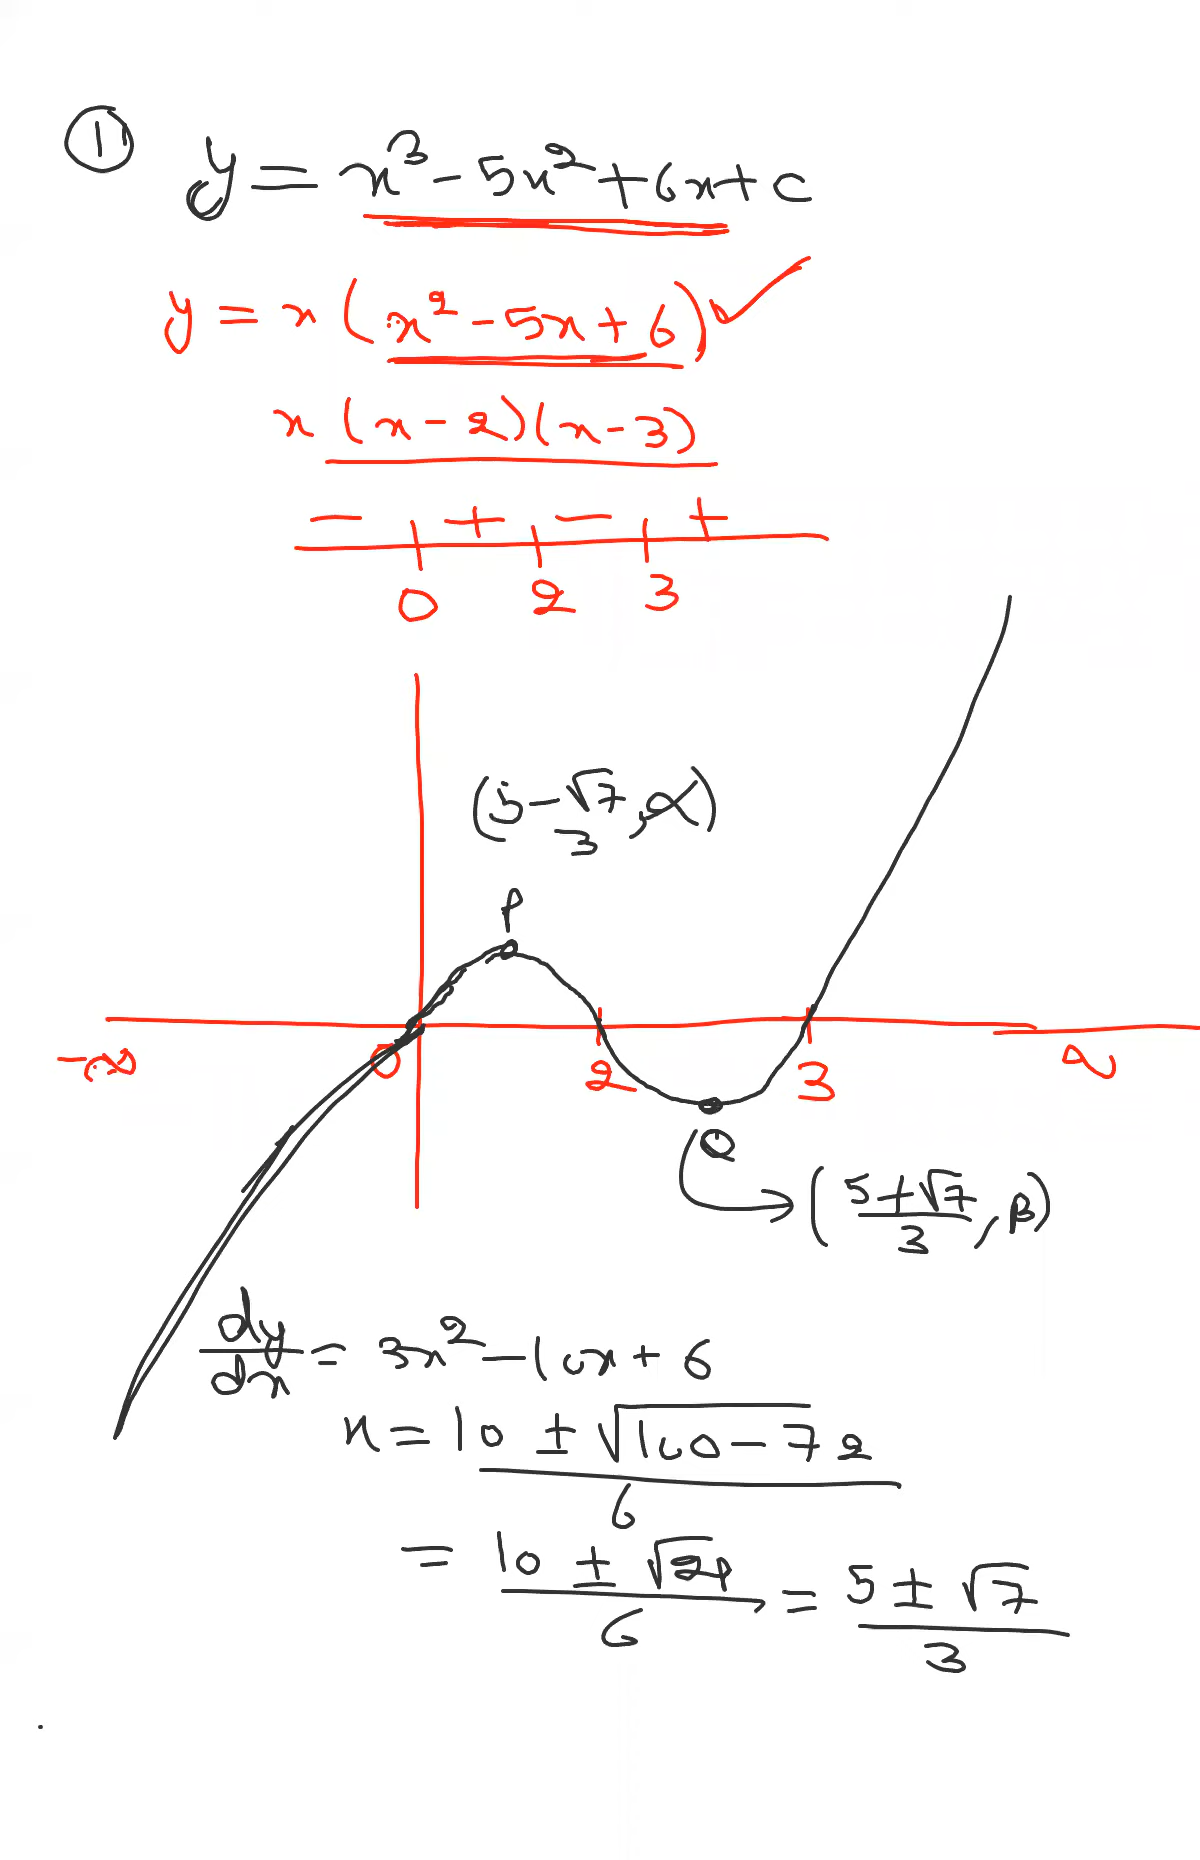 ① y = x³ - 5x² + 6x + c
y = x (x² - 5x + 6) ✓
x (x - 2)(x - 3)
- + - +
0 2 3
(5 - √7 / 3, α)
P
-∞ 0 2 3 ∞
Q
(5 ± √7 / 3, β)
dy/dx = 3x² - 10x + 6
x = 10 ± √100 - 72 / 6
= 10 ± √28 / 6 = 5 ± √7 / 3